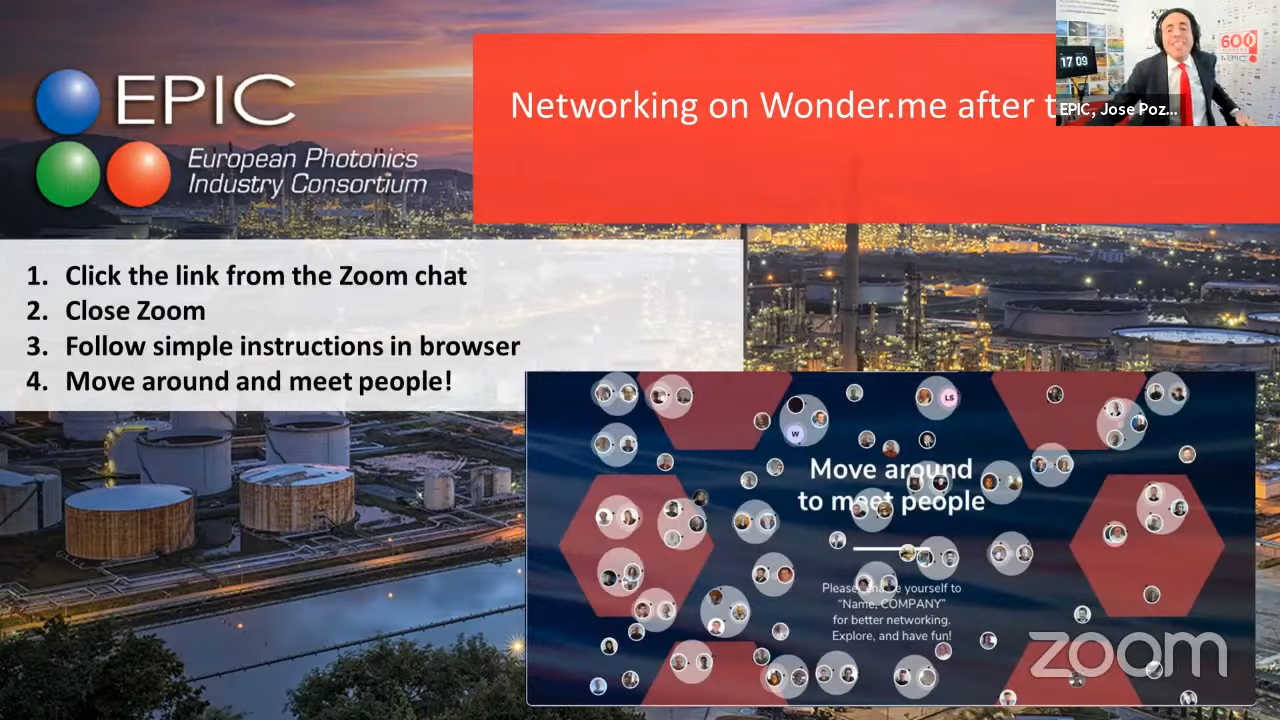 EPIC
European Photonics
Industry Consortium
Networking on Wonder.me after t
17 09
600
EPIC, Jose Poz...
1. Click the link from the Zoom chat
2. Close Zoom
3. Follow simple instructions in browser
4. Move around and meet people!
LS
W
Move around
to meet people
yourself to
“Name, COMPANY”
for better networking.
Explore, and have fun!
zoom